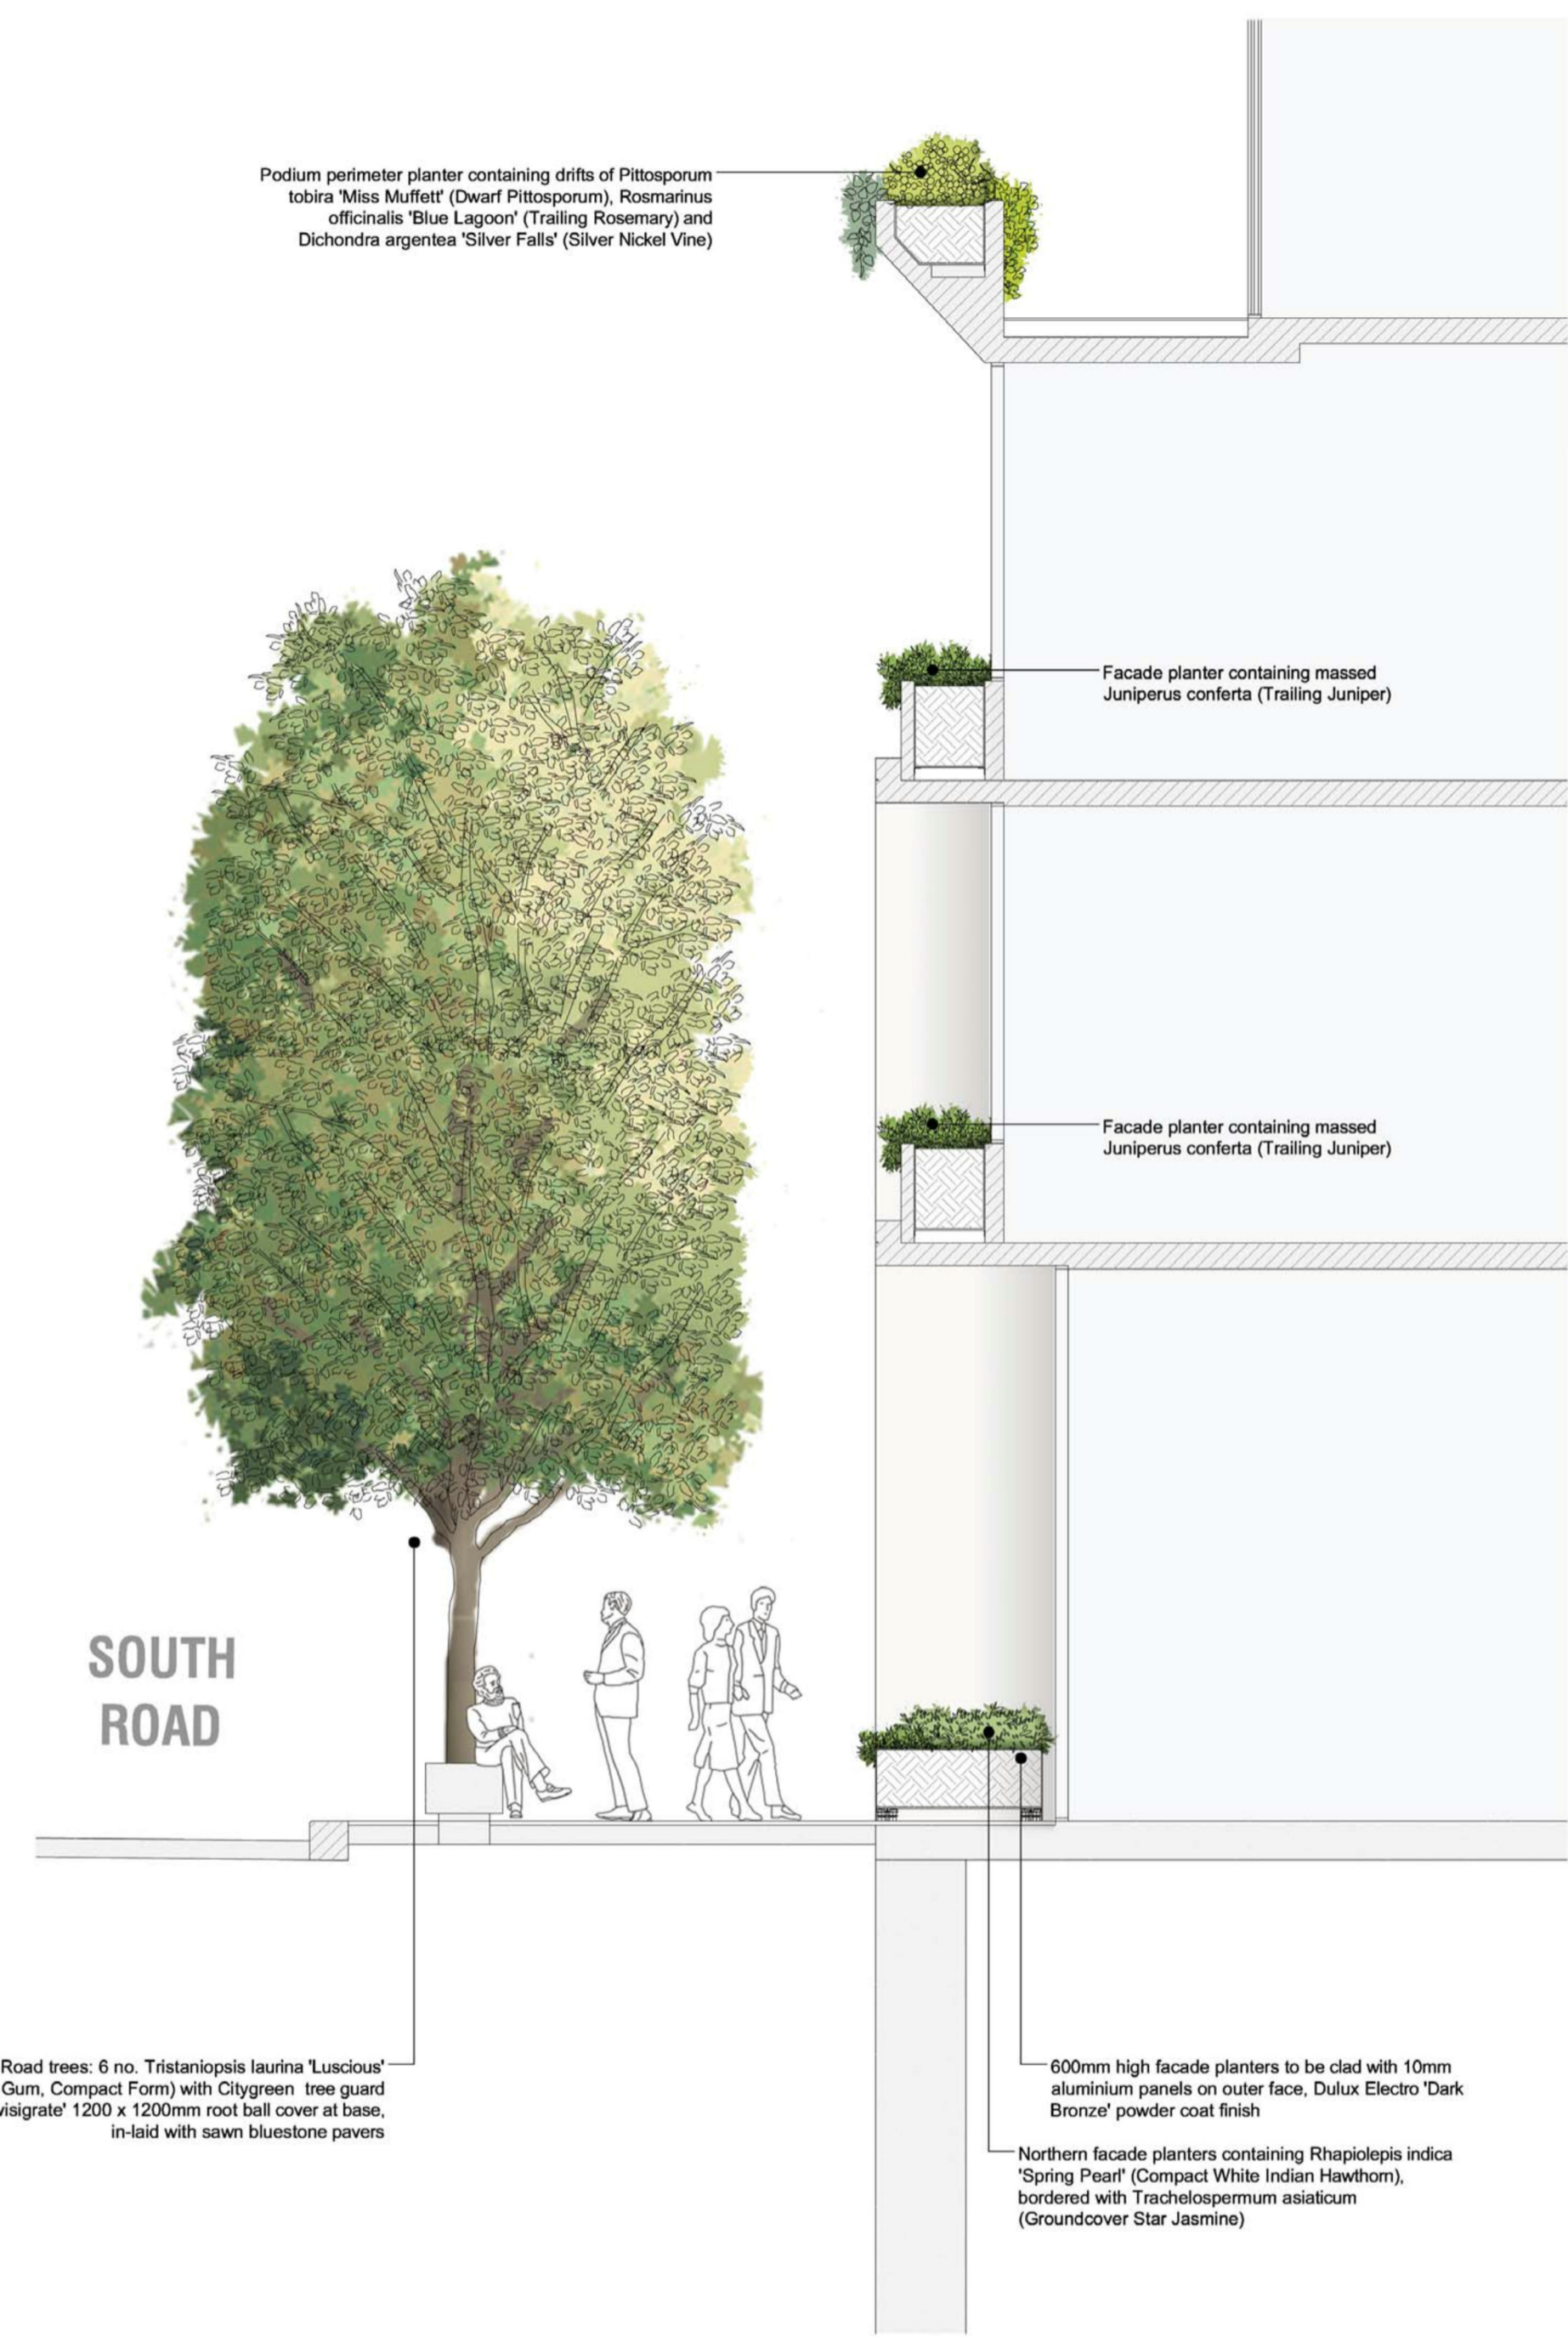 Podium perimeter planter containing drifts of Pittosporum
tobira 'Miss Muffett' (Dwarf Pittosporum), Rosmarinus
officinalis 'Blue Lagoon' (Trailing Rosemary) and
Dichondra argentea 'Silver Falls' (Silver Nickel Vine)
Facade planter containing massed
Juniperus conferta (Trailing Juniper)
Facade planter containing massed
Juniperus conferta (Trailing Juniper)
SOUTH
ROAD
Road trees: 6 no. Tristaniopsis laurina 'Luscious'
Gum, Compact Form) with Citygreen tree guard
1200 x 1200mm root ball cover at base,
in-laid with sawn bluestone pavers
600mm high facade planters to be clad with 10mm
aluminium panels on outer face, Dulux Electro 'Dark
Bronze' powder coat finish
Northern facade planters containing Rhapiolepis indica
'Spring Pearl' (Compact White Indian Hawthorn),
bordered with Trachelospermum asiaticum
(Groundcover Star Jasmine)